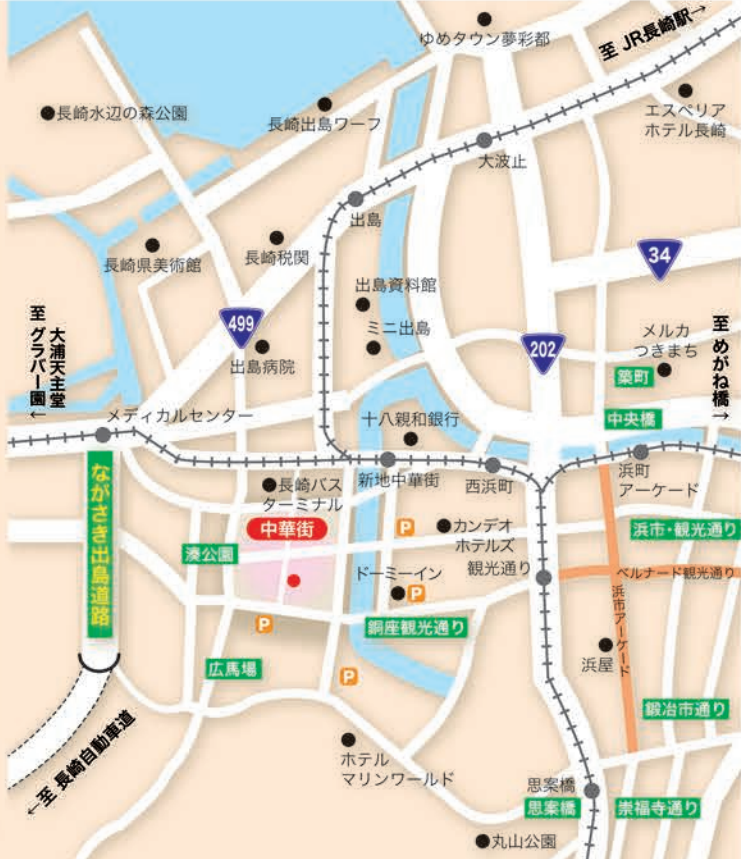 ゆめタウン夢彩都
至 JR長崎駅→
長崎水辺の森公園
長崎出島ワーフ
エスペリア
ホテル長崎
大波止
出島
長崎県美術館
長崎税関
34
出島資料館
499
ミニ出島
メルカ
つきまち
至 めがね橋→
大浦天主堂
至 グラバー園←
出島病院
202
築町
メディカルセンター
十八親和銀行
中央橋
新地中華街
西浜町
浜町
アーケード
長崎バス
ターミナル
中華街
P
カンデオ
ホテルズ
浜市・観光通り
湊公園
ながさき出島道路
ドーミーイン
P
観光通り
ベルナード観光通り
浜市アーケード
P
銅座観光通り
浜屋
広馬場
P
鍛冶市通り
←至 長崎自動車道
ホテル
マリンワールド
思案橋
思案橋
崇福寺通り
丸山公園